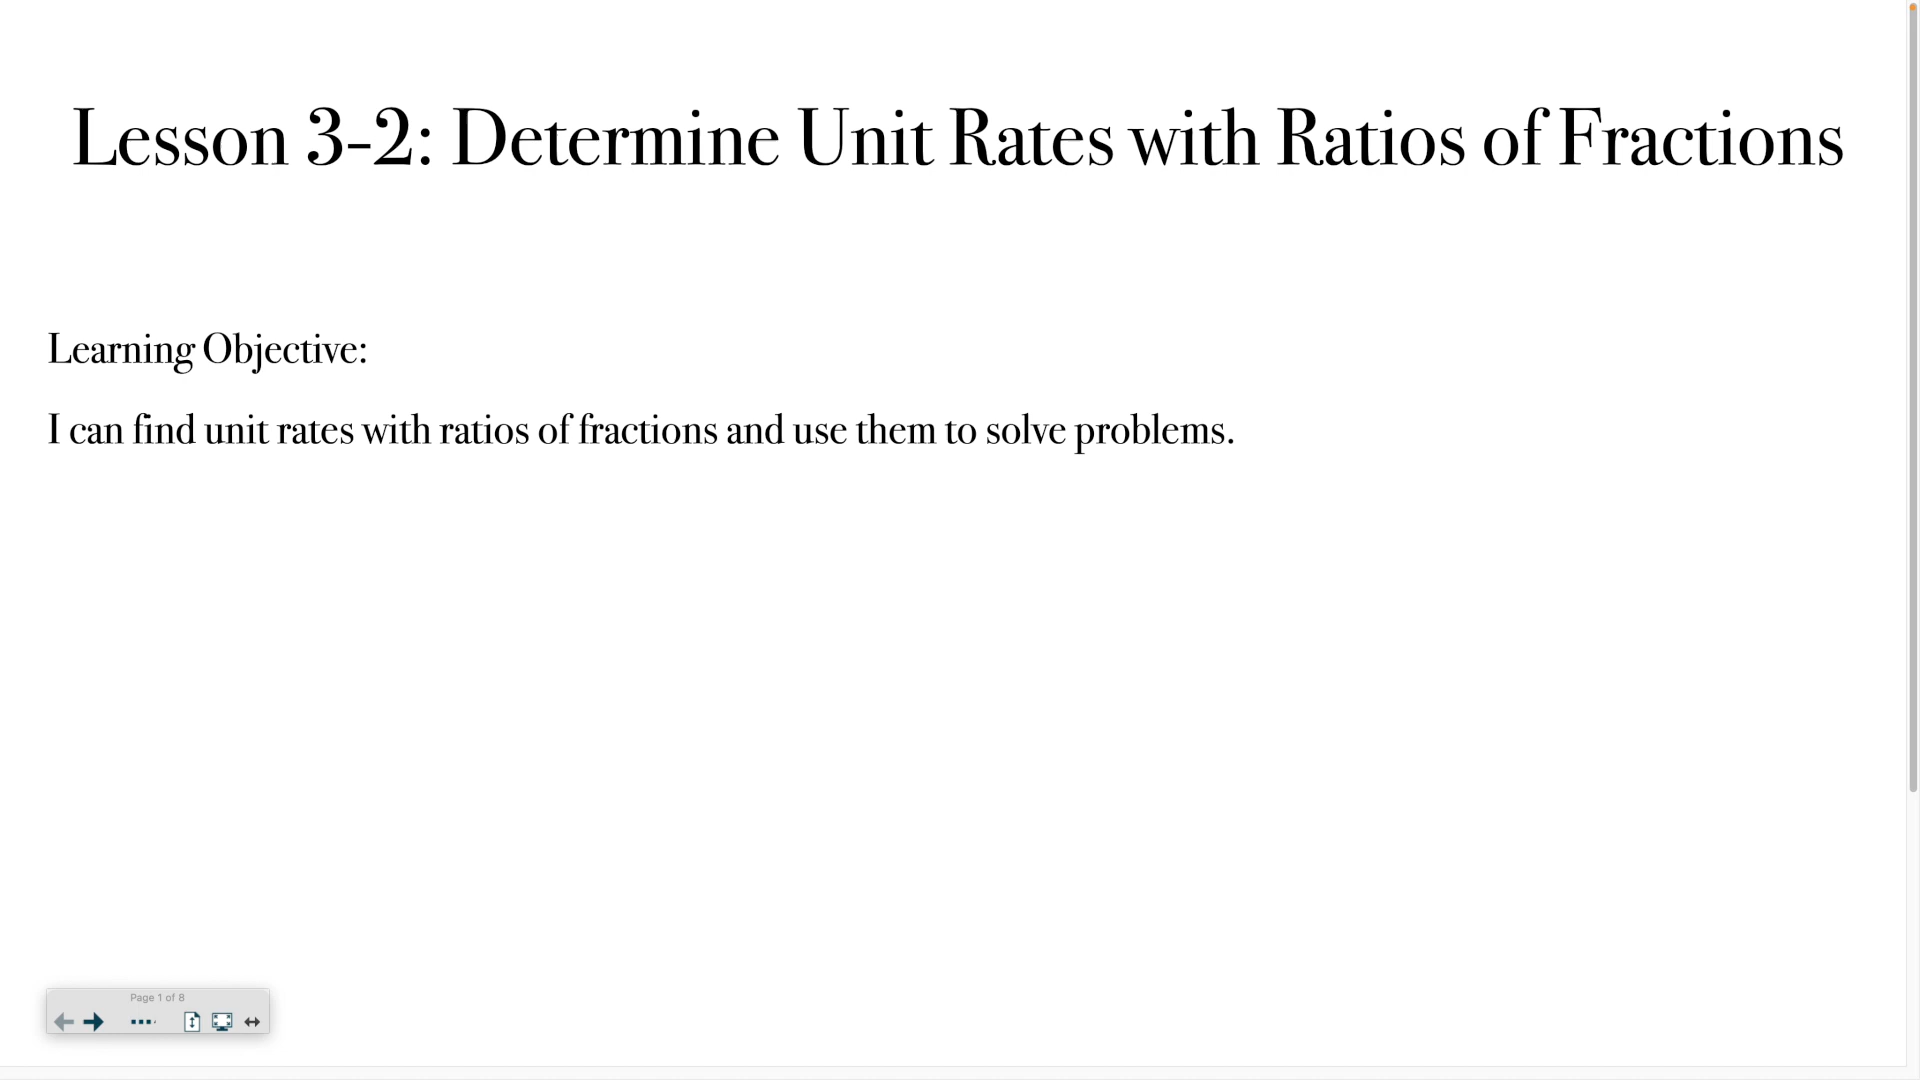 Lesson 3-2: Determine Unit Rates with Ratios of Fractions
Learning Objective:
I can find unit rates with ratios of fractions and use them to solve problems.
Page 1 of 8